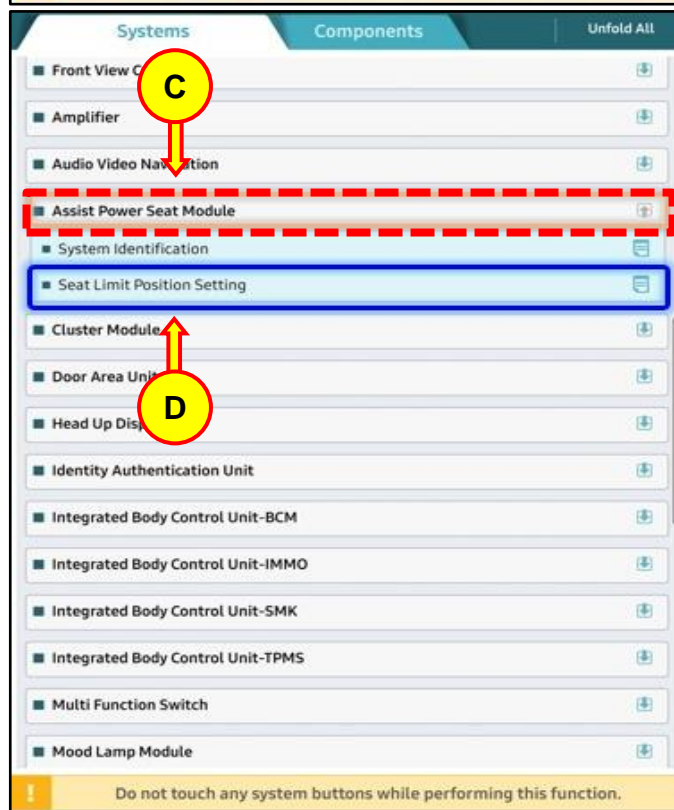 Systems Components Unfold All
Front View C
C
Amplifier
Audio Video Nav tion
Assist Power Seat Module
System Identification
Seat Limit Position Setting
Cluster Module
Door Area Unit
D
Head Up Disp
Identity Authentication Unit
Integrated Body Control Unit-BCM
Integrated Body Control Unit-IMMO
Integrated Body Control Unit-SMK
Integrated Body Control Unit-TPMS
Multi Function Switch
Mood Lamp Module
! Do not touch any system buttons while performing this function.